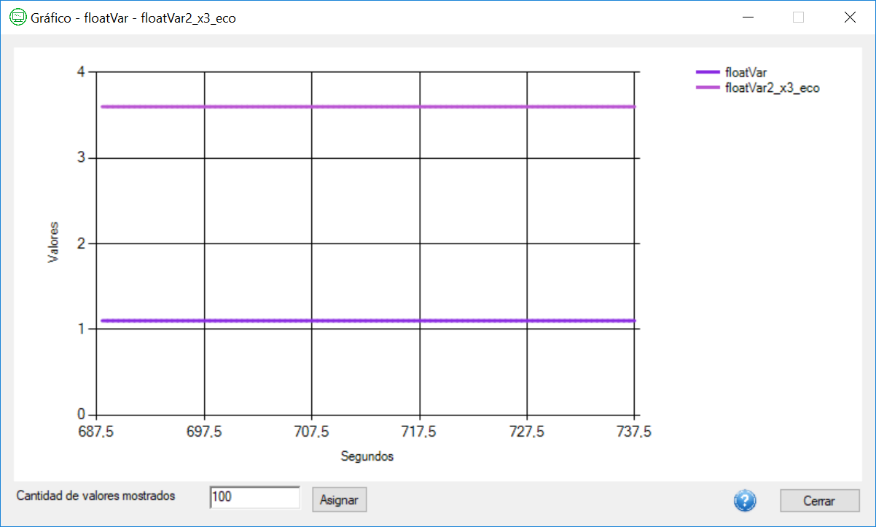 Gráfico - floatVar - floatVar2_x3_eco
floatVar
floatVar2_x3_eco
4
3
2
1
0
Valores
687,5 697,5 707,5 717,5 727,5 737,5
Segundos
Cantidad de valores mostrados 100 Asignar ? Cerrar